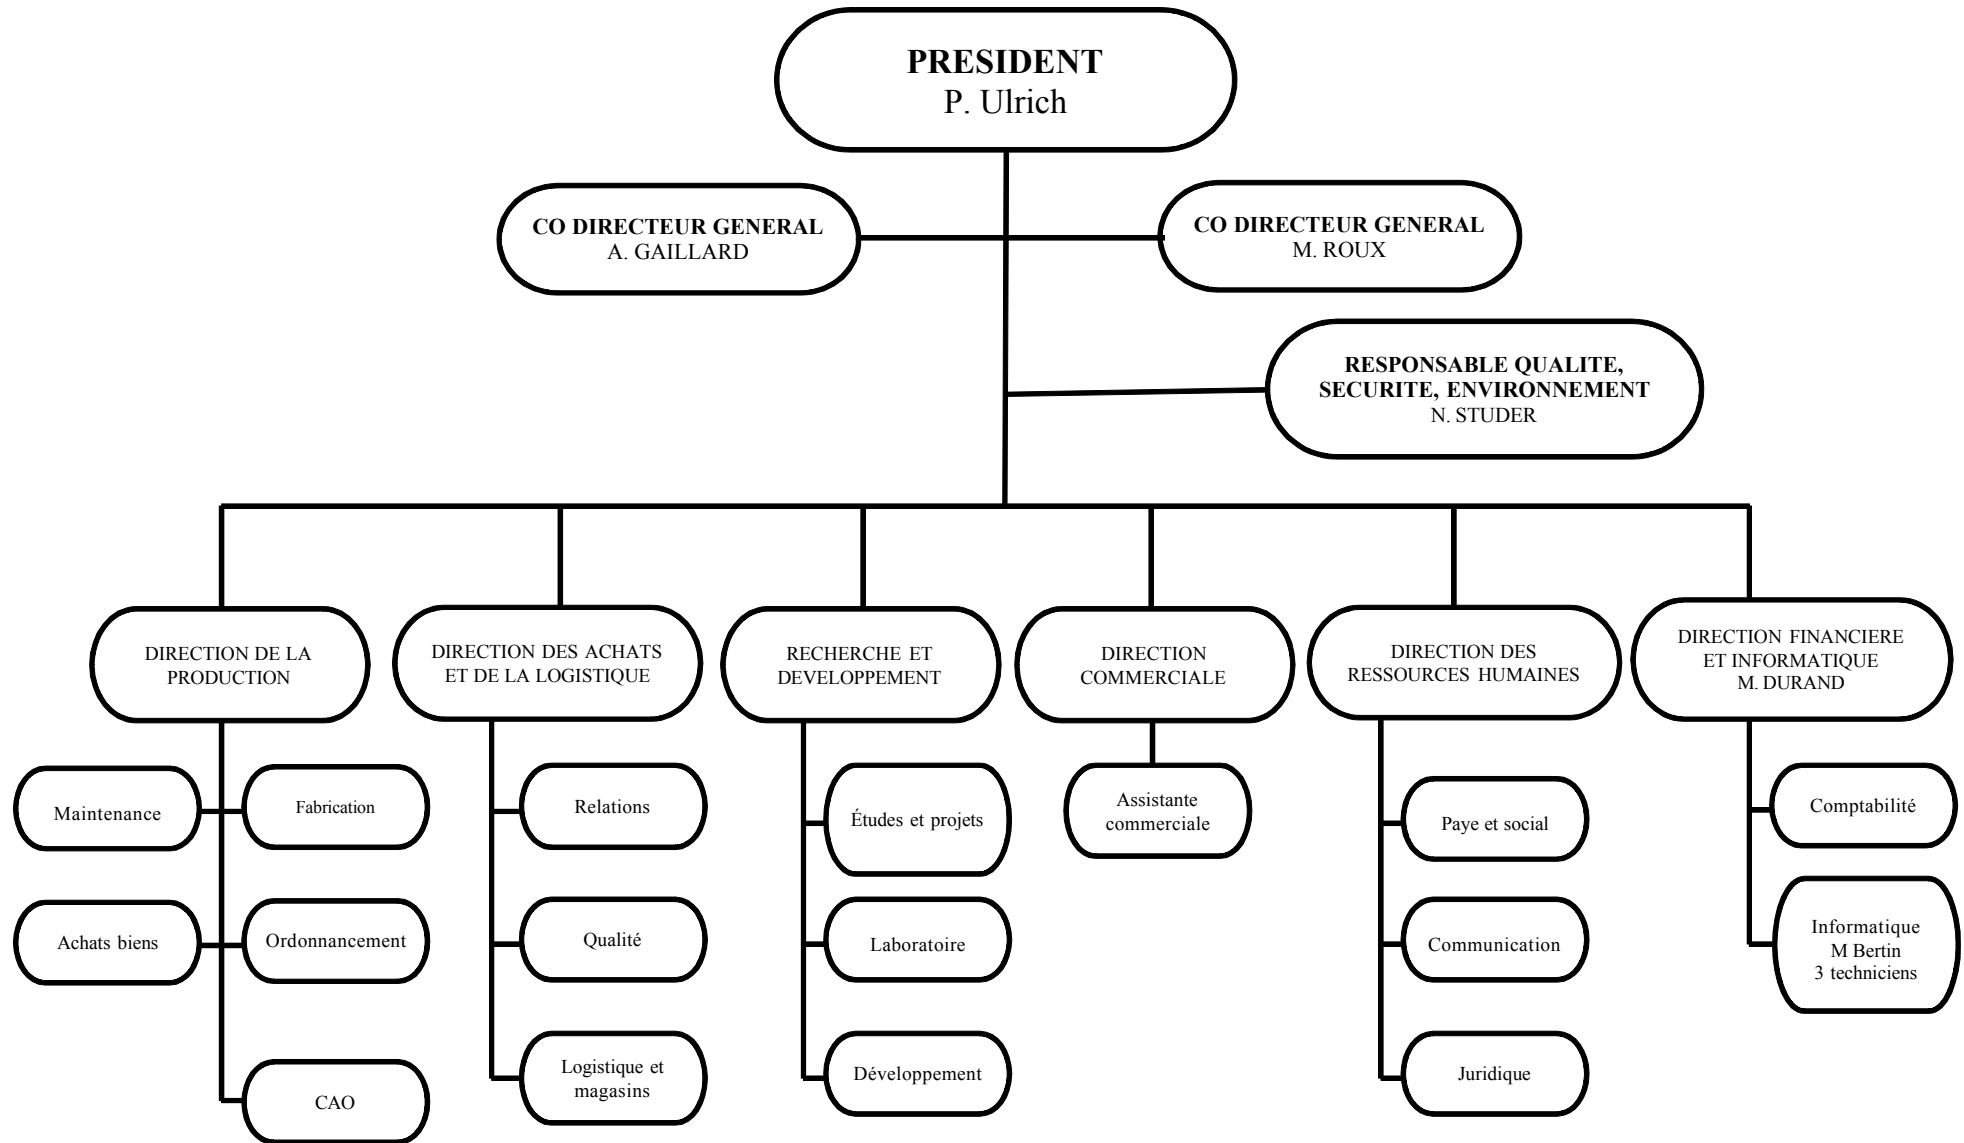 PRESIDENT
P. Ulrich
CO DIRECTEUR GENERAL
A. GAILLARD
CO DIRECTEUR GENERAL
M. ROUX
RESPONSABLE QUALITE,
SECURITE, ENVIRONNEMENT
N. STUDER
DIRECTION DE LA
PRODUCTION
DIRECTION DES ACHATS
ET DE LA LOGISTIQUE
RECHERCHE ET
DEVELOPPEMENT
DIRECTION
COMMERCIALE
DIRECTION DES
RESSOURCES HUMAINES
DIRECTION FINANCIERE
ET INFORMATIQUE
M. DURAND
Maintenance
Fabrication
Relations
Études et projets
Assistante
commerciale
Paye et social
Comptabilité
Achats biens
Ordonnancement
Qualité
Laboratoire
Communication
Informatique
M Bertin
3 techniciens
CAO
Logistique et
magasins
Développement
Juridique